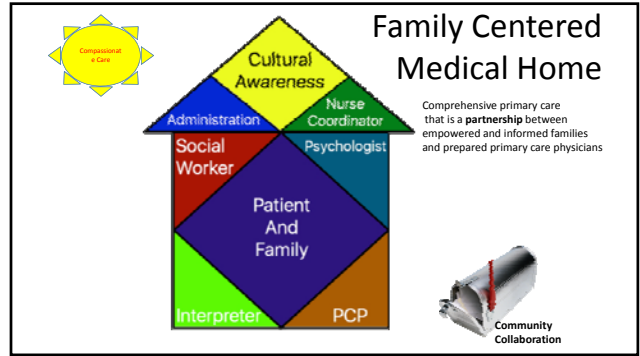 Family Centered
Medical Home
Compassionat
e Care
Cultural
Awareness
Administration
Nurse
Coordinator
Comprehensive primary care
that is a partnership between
empowered and informed families
and prepared primary care physicians
Social
Worker
Psychologist
Patient
And
Family
Interpreter
PCP
Community
Collaboration